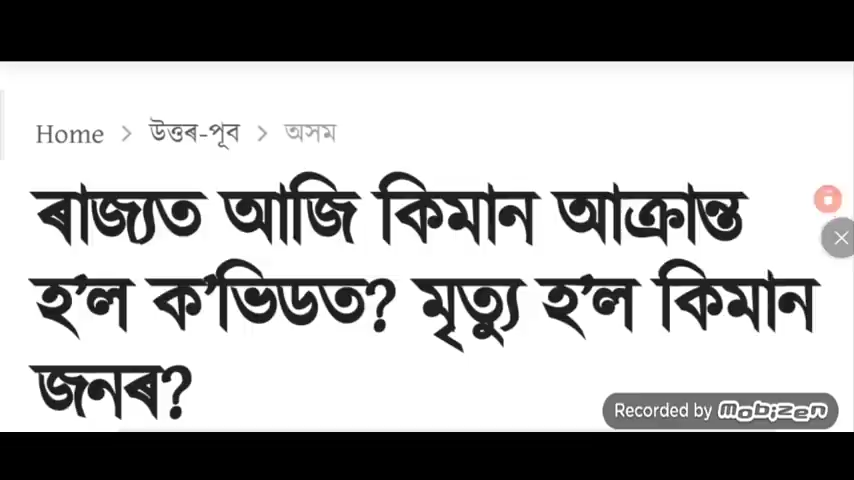 Home > উত্তৰ-পূব > অসম
ৰাজ্যত আজি কিমান আক্ৰান্ত
হ'ল ক'ভিডত? মৃত্যু হ'ল কিমান
জনৰ?
Recorded by mobizen